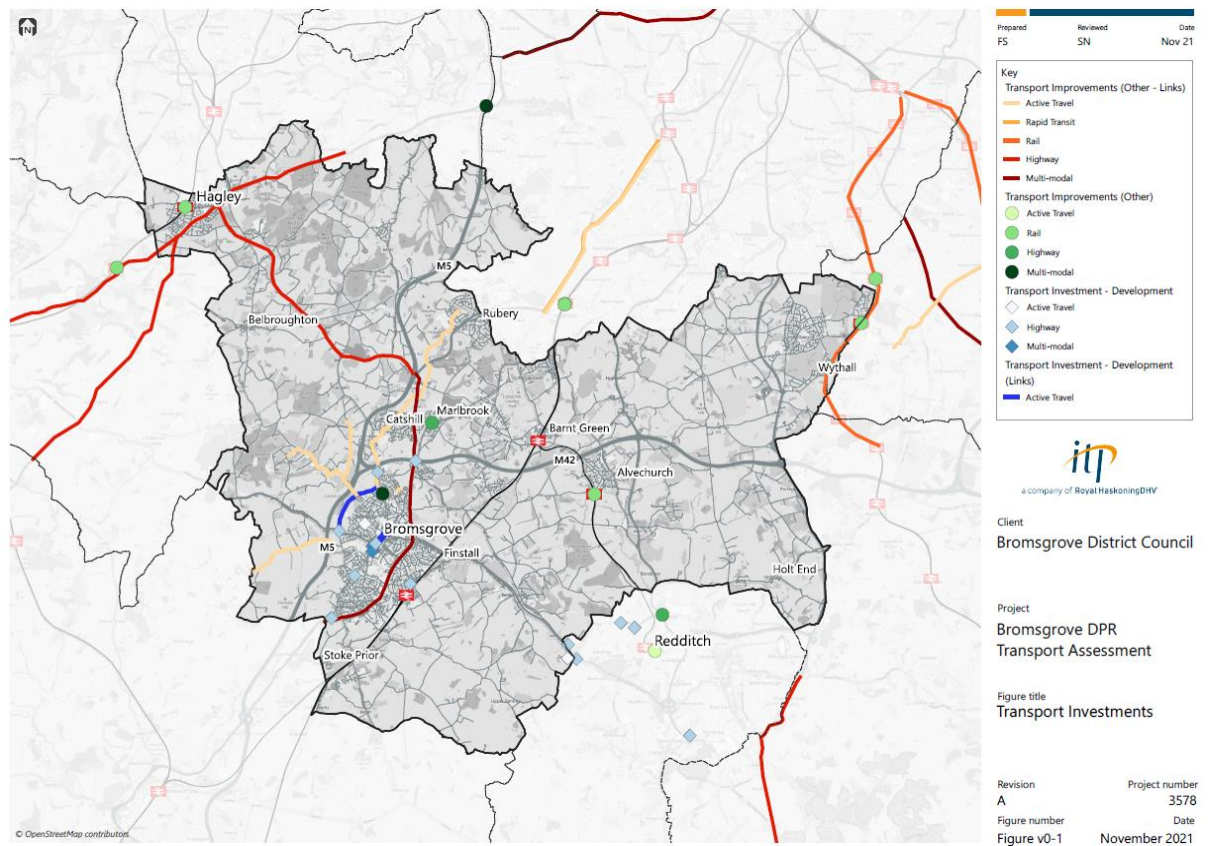 N
Hagley
M5
Belbroughton
Rubery
Wythall
Catshill
Marlbrook
Barnt Green
M42
Alvechurch
Bromsgrove
M5
Finstall
Holt End
Redditch
Stoke Prior
© OpenStreetMap contributors
Prepared Reviewed Date
FS SN Nov 21
Key
Transport Improvements (Other - Links)
Active Travel
Rapid Transit
Rail
Highway
Multi-modal
Transport Improvements (Other)
Active Travel
Rail
Highway
Multi-modal
Transport Investment - Development
Active Travel
Highway
Multi-modal
Transport Investment - Development
(Links)
Active Travel
itp
a company of Royal HaskoningDHV
Client
Bromsgrove District Council
Project
Bromsgrove DPR
Transport Assessment
Figure title
Transport Investments
Revision Project number
A 3578
Figure number Date
Figure v0-1 November 2021